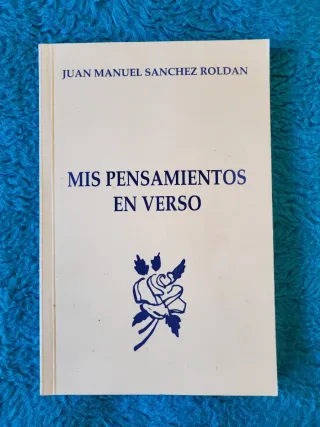 JUAN MANUEL SANCHEZ ROLDAN
MIS PENSAMIENTOS
EN VERSO